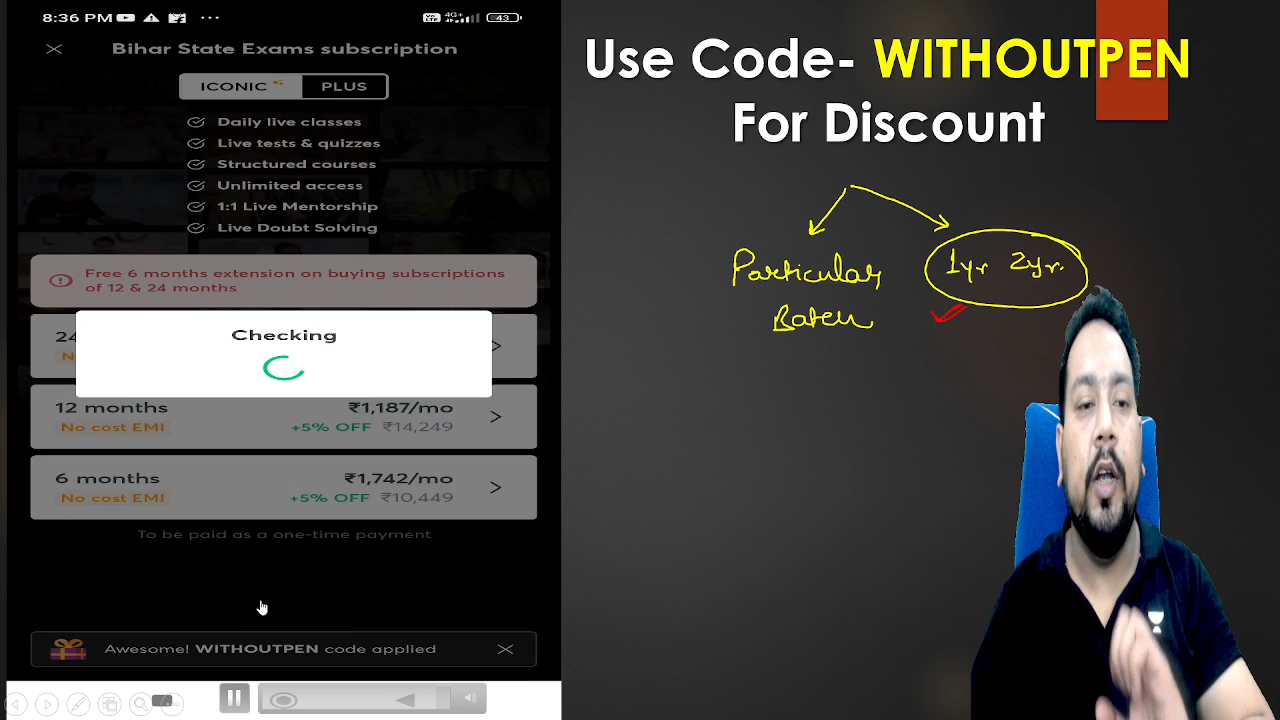 8:36 PM
4G+
43
Bihar State Exams subscription
ICONIC PLUS
Daily live classes
Live tests & quizzes
Structured courses
Unlimited access
1:1 Live Mentorship
Live Doubt Solving
Free 6 months extension on buying subscriptions
of 12 & 24 months
24
No
Checking
12 months ₹1,187/mo
No cost EMI +5% OFF ₹14,249
6 months ₹1,742/mo
No cost EMI +5% OFF ₹10,449
To be paid as a one-time payment
Awesome! WITHOUTPEN code applied
Use Code- WITHOUTPEN
For Discount
Particular 1yr 2yr.